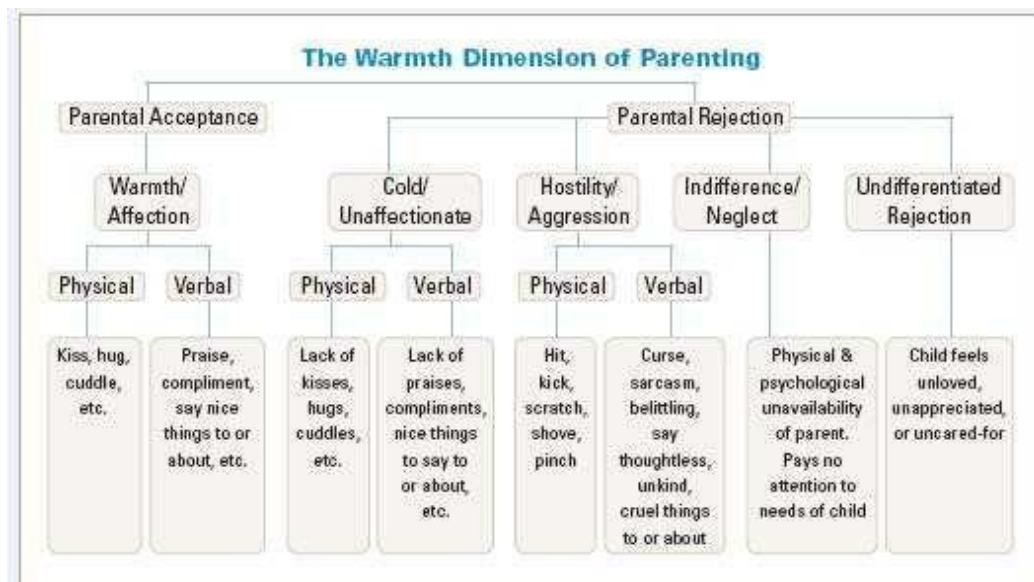 The Warmth Dimension of Parenting
Parental Acceptance
Parental Rejection
Warmth/
Affection
Cold/
Unaffectionate
Hostility/
Aggression
Indifference/
Neglect
Undifferentiated
Rejection
Physical
Verbal
Physical
Verbal
Physical
Verbal
Kiss, hug,
cuddle,
etc.
Praise,
compliment,
say nice
things to or
about, etc.
Lack of
kisses,
hugs,
cuddles,
etc.
Lack of
praises,
compliments,
nice things
to say to
or about,
etc.
Hit,
kick,
scratch,
shove,
pinch
Curse,
sarcasm,
belittling,
say
thoughtless,
unkind,
cruel things
to or about
Physical &
psychological
unavailability
of parent.
Pays no
attention to
needs of child
Child feels
unloved,
unappreciated,
or uncared-for